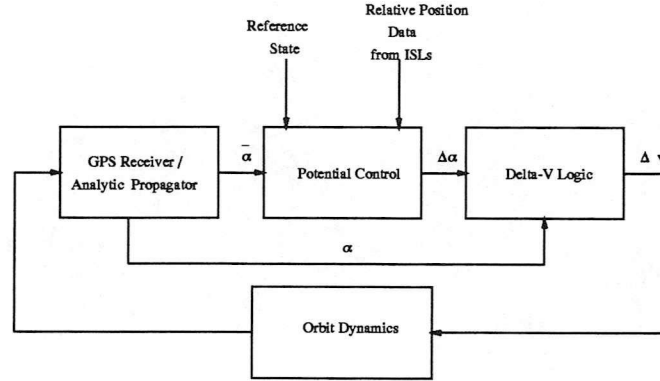 Reference
State
Relative Position
Data
from ISLs
GPS Receiver /
Analytic Propagator
ᾱ
Potential Control
Δα
Delta-V Logic
Δ v
α
Orbit Dynamics